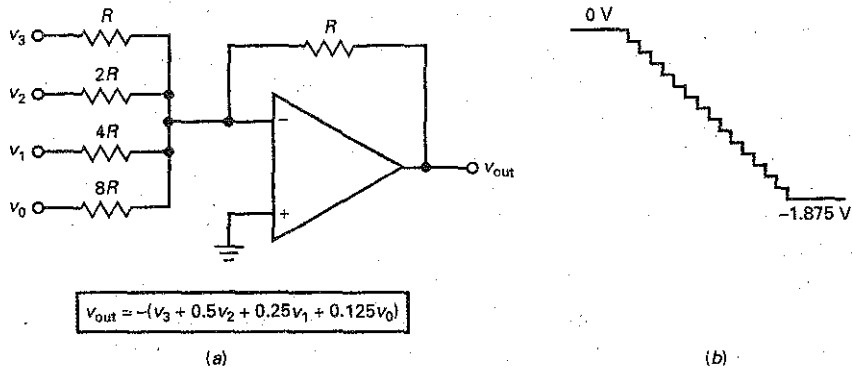 R
v3
R
0 V
2R
v2
−
4R
v1
vout
8R
+
v0
−1.875 V
vout = −(v3 + 0.5v2 + 0.25v1 + 0.125v0)
(a)
(b)